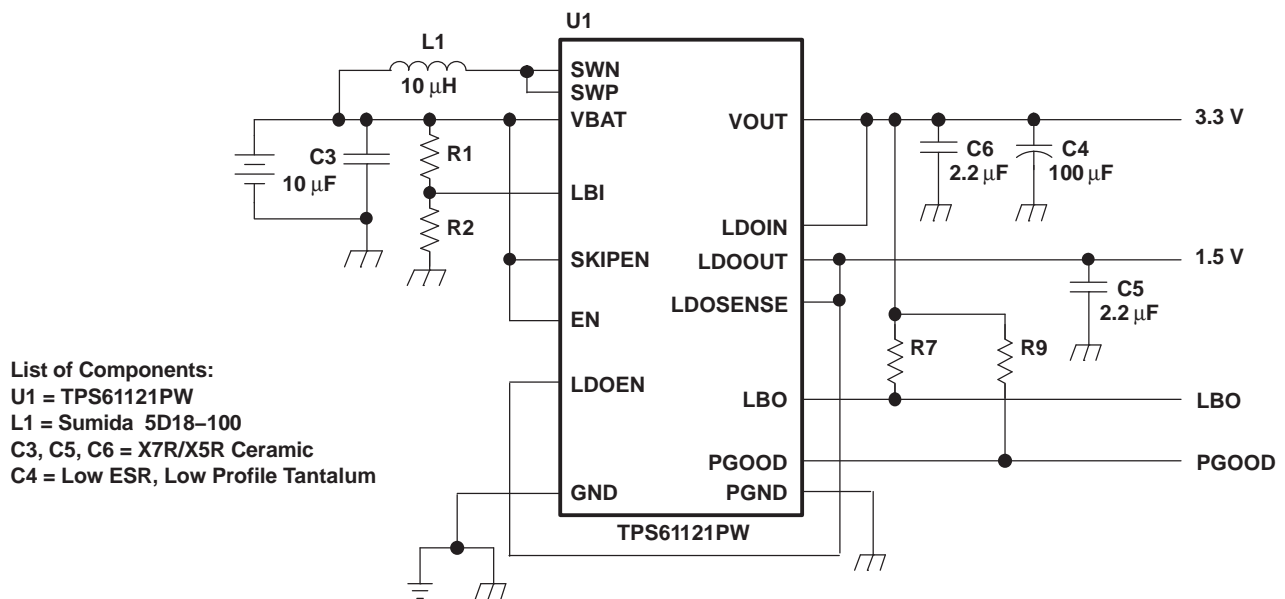 U1
L1
10 μH
SWN
SWP
VBAT
VOUT
3.3 V
C3
10 μF
R1
C6
2.2 μF
C4
100 μF
LBI
R2
LDOIN
SKIPEN
LDOOUT
1.5 V
LDOSENSE
C5
2.2 μF
EN
R7
R9
List of Components:
U1 = TPS61121PW
L1 = Sumida 5D18–100
C3, C5, C6 = X7R/X5R Ceramic
C4 = Low ESR, Low Profile Tantalum
LDOEN
LBO
LBO
PGOOD
PGOOD
GND
PGND
TPS61121PW